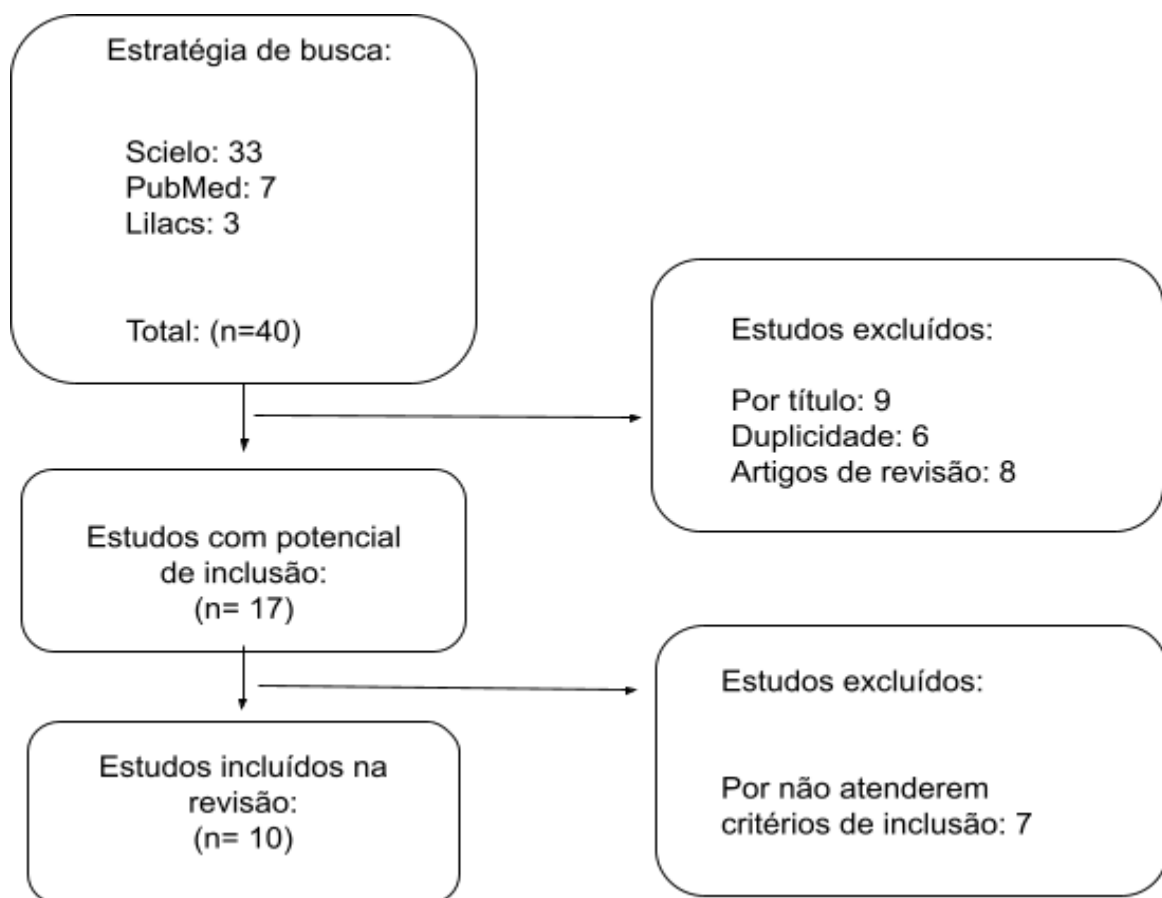 Estratégia de busca:
Scielo: 33
PubMed: 7
Lilacs: 3
Total: (n=40)
Estudos excluídos:
Por título: 9
Duplicidade: 6
Artigos de revisão: 8
Estudos com potencial
de inclusão:
(n= 17)
Estudos excluídos:
Por não atenderem
critérios de inclusão: 7
Estudos incluídos na
revisão:
(n= 10)